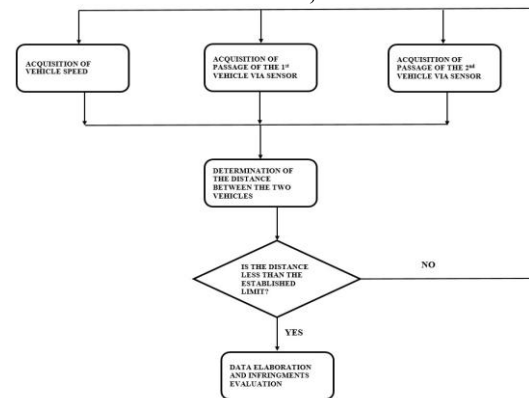 ACQUISITION OF
VEHICLE SPEED
ACQUISITION OF
PASSAGE OF THE 1st
VEHICLE VIA SENSOR
ACQUISITION OF
PASSAGE OF THE 2nd
VEHICLE VIA SENSOR
DETERMINATION OF
THE DISTANCE
BETWEEN THE TWO
VEHICLES
IS THE DISTANCE
LESS THAN THE
ESTABLISHED
LIMIT?
NO
YES
DATA ELABORATION
AND INFRINGMENTS
EVALUATION